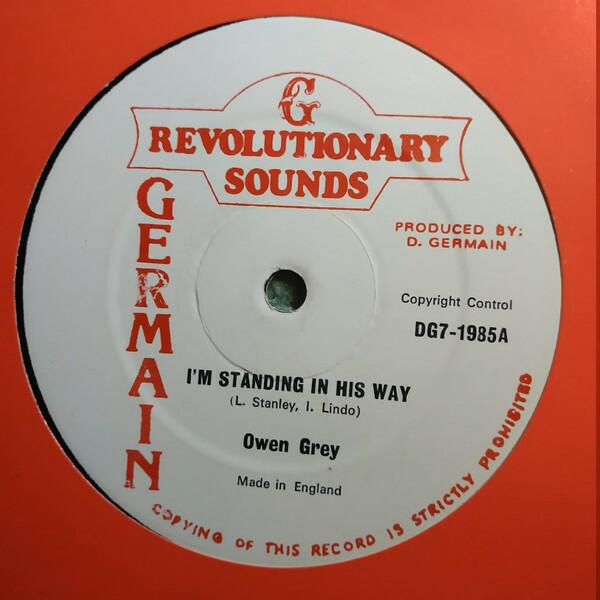 G
REVOLUTIONARY
SOUNDS
GERMAIN
PRODUCED BY:
D. GERMAIN
Copyright Control
DG7-1985A
I'M STANDING IN HIS WAY
(L. Stanley, I. Lindo)
Owen Grey
Made in England
COPYING OF THIS RECORD IS STRICTLY PROHIBITED